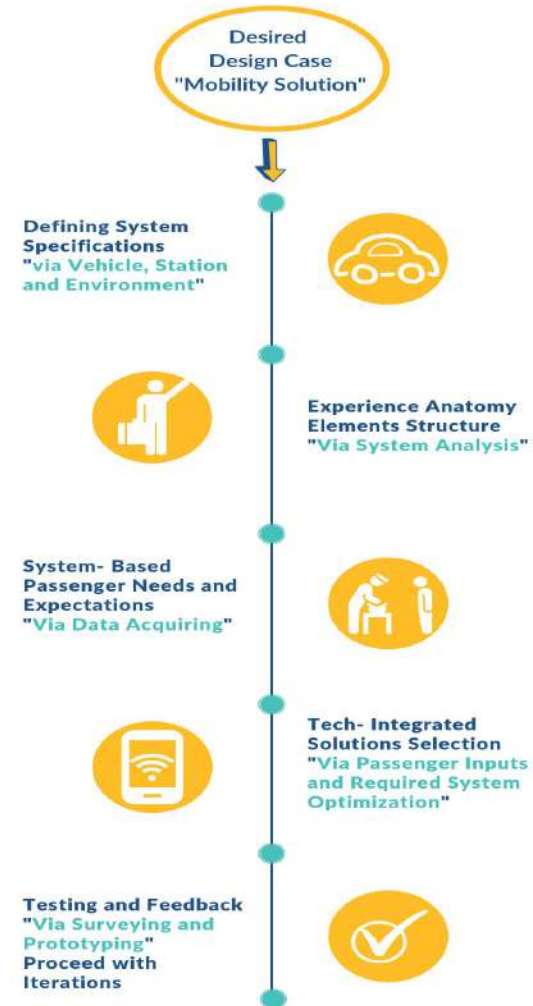 Desired
Design Case
"Mobility Solution"
Defining System
Specifications
"via Vehicle, Station
and Environment"
Experience Anatomy
Elements Structure
"Via System Analysis"
System- Based
Passenger Needs and
Expectations
"Via Data Acquiring"
Tech- Integrated
Solutions Selection
"Via Passenger Inputs
and Required System
Optimization"
Testing and Feedback
"Via Surveying and
Prototyping"
Proceed with
Iterations